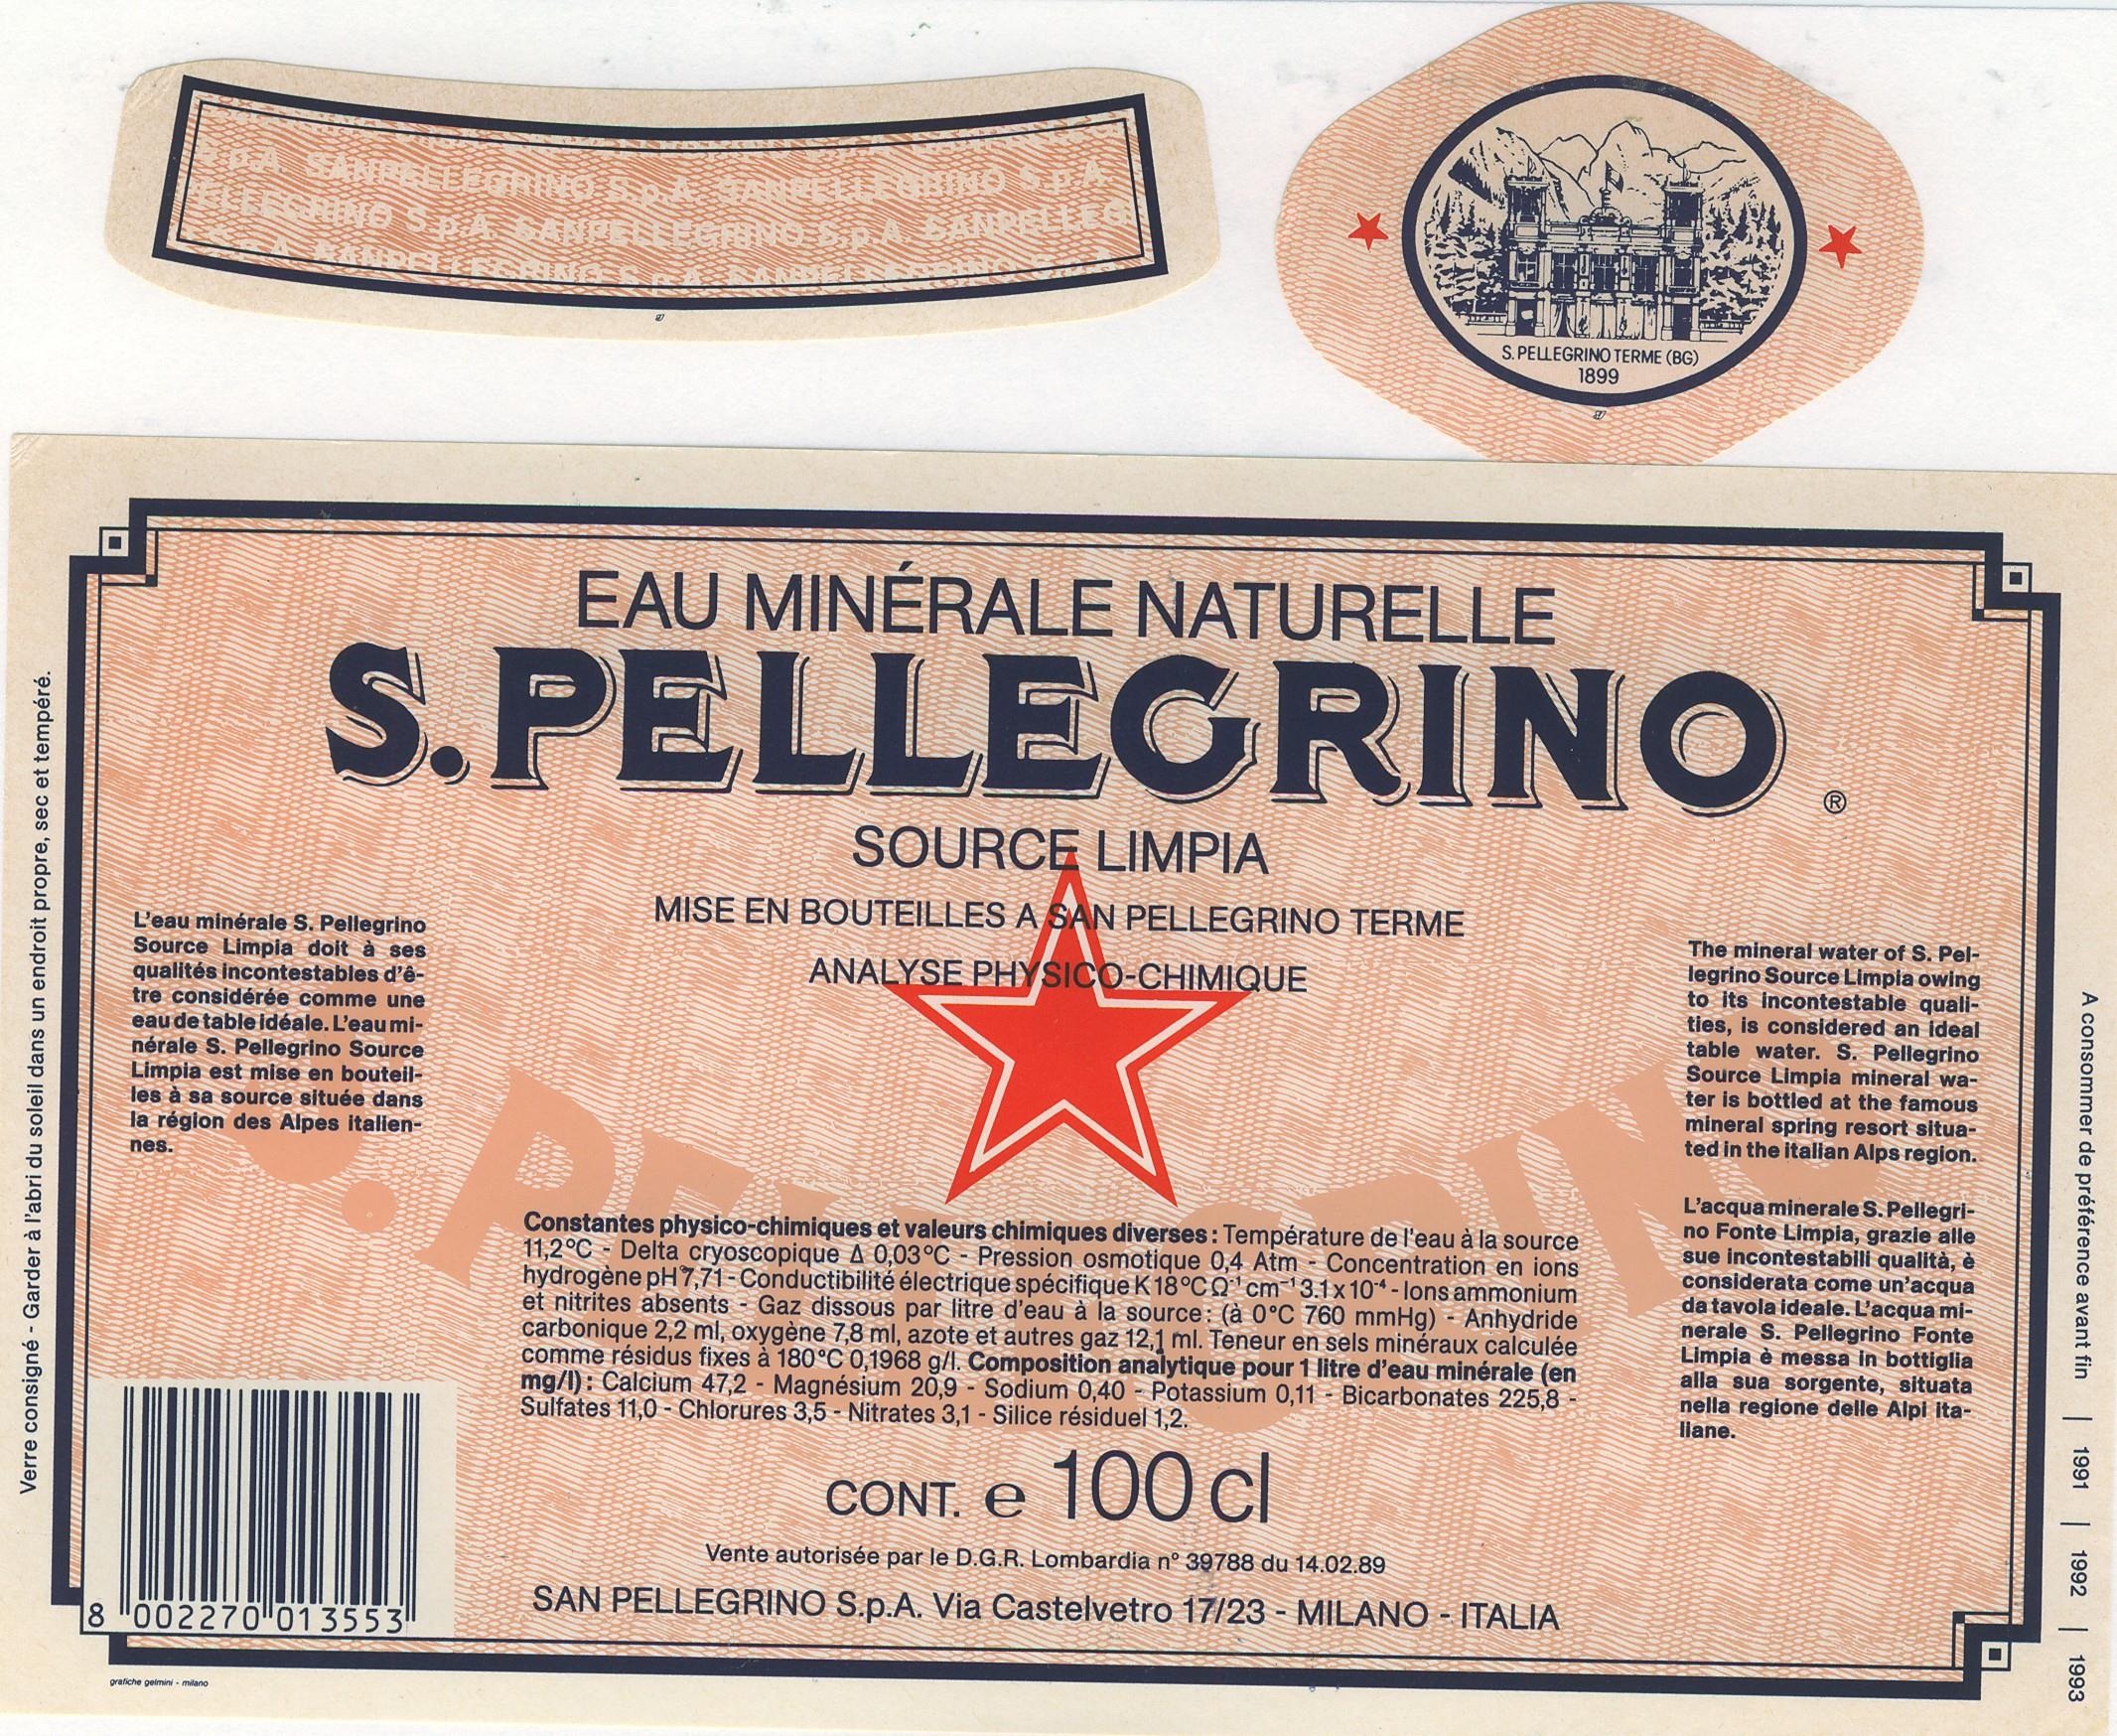 S.p.A. SANPELLEGRINO S.p.A. SANPELLEGRINO S.p.A.
PELLEGRINO S.p.A. SANPELLEGRINO S.p.A. SANPELLEG
S.p.A. SANPELLEGRINO S.p.A. SANPELLEGRINO
S. PELLEGRINO TERME (BG)
1899
EAU MINÉRALE NATURELLE
S.PELLEGRINO ®
SOURCE LIMPIA
MISE EN BOUTEILLES A SAN PELLEGRINO TERME
ANALYSE PHYSICO-CHIMIQUE
Verre consigné - Garder à l'abri du soleil dans un endroit propre, sec et tempéré.
L'eau minérale S. Pellegrino
Source Limpia doit à ses
qualités incontestables d'ê-
tre considérée comme une
eau de table idéale. L'eau mi-
nérale S. Pellegrino Source
Limpia est mise en bouteil-
les à sa source située dans
la région des Alpes italien-
nes.
The mineral water of S. Pel-
legrino Source Limpia owing
to its incontestable quali-
ties, is considered an ideal
table water. S. Pellegrino
Source Limpia mineral wa-
ter is bottled at the famous
mineral spring resort situa-
ted in the italian Alps region.
L'acqua minerale S. Pellegri-
no Fonte Limpia, grazie alle
sue incontestabili qualità, è
considerata come un'acqua
da tavola ideale. L'acqua mi-
nerale S. Pellegrino Fonte
Limpia è messa in bottiglia
alla sua sorgente, situata
nella regione delle Alpi ita-
liane.
A consommer de préférence avant fin | 1991 | 1992 | 1993
S.PELLEGRINO
Constantes physico-chimiques et valeurs chimiques diverses: Température de l'eau à la source
11,2°C - Delta cryoscopique Δ 0,03°C - Pression osmotique 0,4 Atm - Concentration en ions
hydrogène pH 7,71 - Conductibilité électrique spécifique K 18°C Ω⁻¹ cm⁻¹ 3.1 x 10⁻⁴ - Ions ammonium
et nitrites absents - Gaz dissous par litre d'eau à la source: (à 0°C 760 mmHg) - Anhydride
carbonique 2,2 ml, oxygène 7,8 ml, azote et autres gaz 12,1 ml. Teneur en sels minéraux calculée
comme résidus fixes à 180°C 0,1968 g/l. Composition analytique pour 1 litre d'eau minérale (en
mg/l): Calcium 47,2 - Magnésium 20,9 - Sodium 0,40 - Potassium 0,11 - Bicarbonates 225,8 -
Sulfates 11,0 - Chlorures 3,5 - Nitrates 3,1 - Silice résiduel 1,2.
CONT. e 100 cl
Vente autorisée par le D.G.R. Lombardia n° 39788 du 14.02.89
SAN PELLEGRINO S.p.A. Via Castelvetro 17/23 - MILANO - ITALIA
8 002270 013553
grafiche gelmini - milano